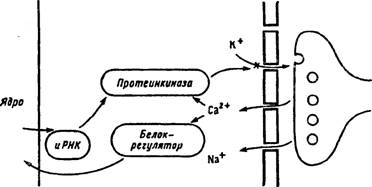 K+
Протеинкиназа
Ядро
Ca2+
иРНК
Белок-
регулятор
Na+